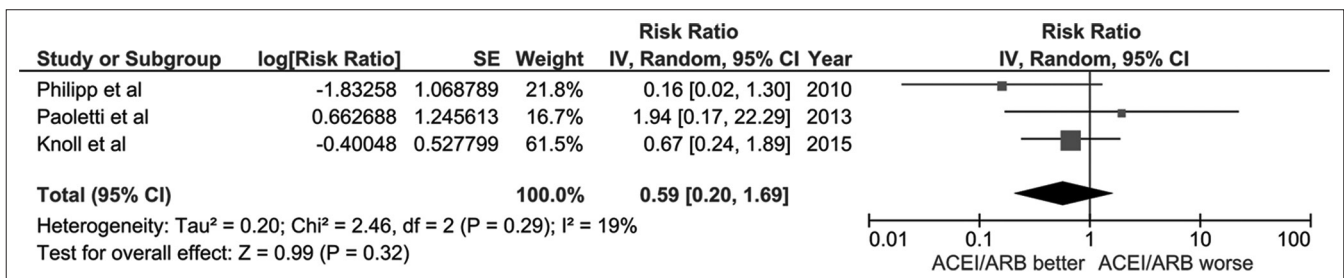 Risk Ratio Risk Ratio
Study or Subgroup log[Risk Ratio] SE Weight IV, Random, 95% CI Year IV, Random, 95% CI
Philipp et al -1.83258 1.068789 21.8% 0.16 [0.02, 1.30] 2010
Paoletti et al 0.662688 1.245613 16.7% 1.94 [0.17, 22.29] 2013
Knoll et al -0.40048 0.527799 61.5% 0.67 [0.24, 1.89] 2015
Total (95% CI) 100.0% 0.59 [0.20, 1.69]
Heterogeneity: Tau² = 0.20; Chi² = 2.46, df = 2 (P = 0.29); I² = 19%
Test for overall effect: Z = 0.99 (P = 0.32)
0.01 0.1 1 10 100
ACEI/ARB better ACEI/ARB worse